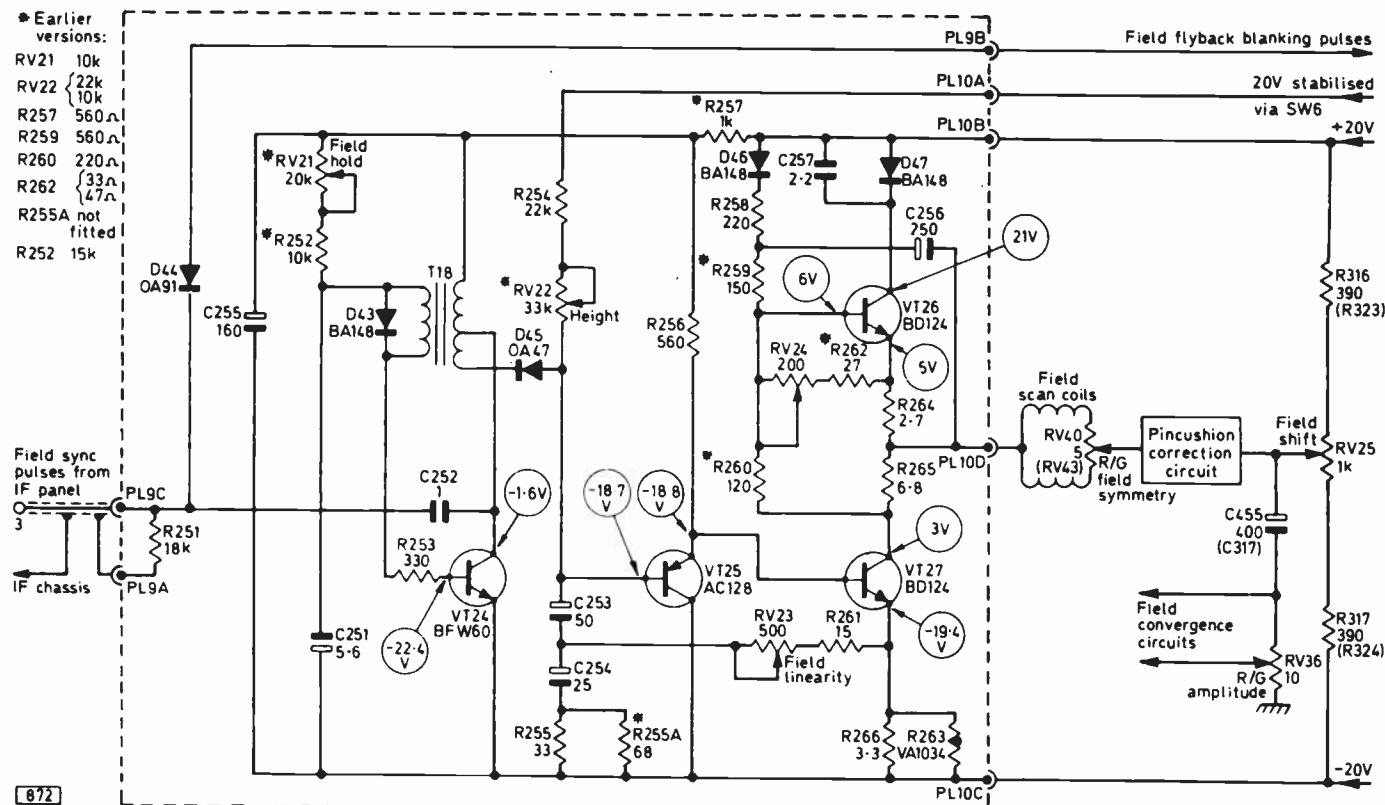 * Earlier
versions:
RV21 10k
RV22 { 22k
10k
R257 560Ω
R259 560Ω
R260 220Ω
R262 { 33Ω
47Ω
R255A not
fitted
R252 15k
PL9B
Field flyback blanking pulses
PL10A
20V stabilised
via SW6
* R257
1k
PL10B
+20V
* RV21
20k
Field
hold
* R252
10k
D44
OA91
C255
160
D43
BA148
T18
R254
22k
* RV22
33k
Height
D45
OA47
R256
560
D46
BA148
C257
2·2
D47
BA148
R258
220
C256
250
21V
* R259
150
6V
VT26
BD124
5V
RV24
200
* R262
27
R264
2·7
PL10D
* R260
120
R265
6·8
Field
scan coils
RV40
5
(RV43)
R/G
field
symmetry
Pincushion
correction
circuit
Field
shift
RV25
1k
R316
390
(R323)
R317
390
(R324)
C455
400
(C317)
Field
convergence
circuits
R/G
amplitude
RV36
10
Field sync
pulses from
IF panel
3
PL9C
R251
18k
PL9A
IF chassis
C252
1
-1·6V
R253
330
VT24
BFW60
-22·4
V
C251
5·6
-18·7
V
-18·8
V
VT25
AC128
3V
VT27
BD124
-19·4
V
C253
50
C254
25
RV23
500
Field
linearity
R261
15
R255
33
* R255A
68
R266
3·3
R263
VA1034
PL10C
-20V
872